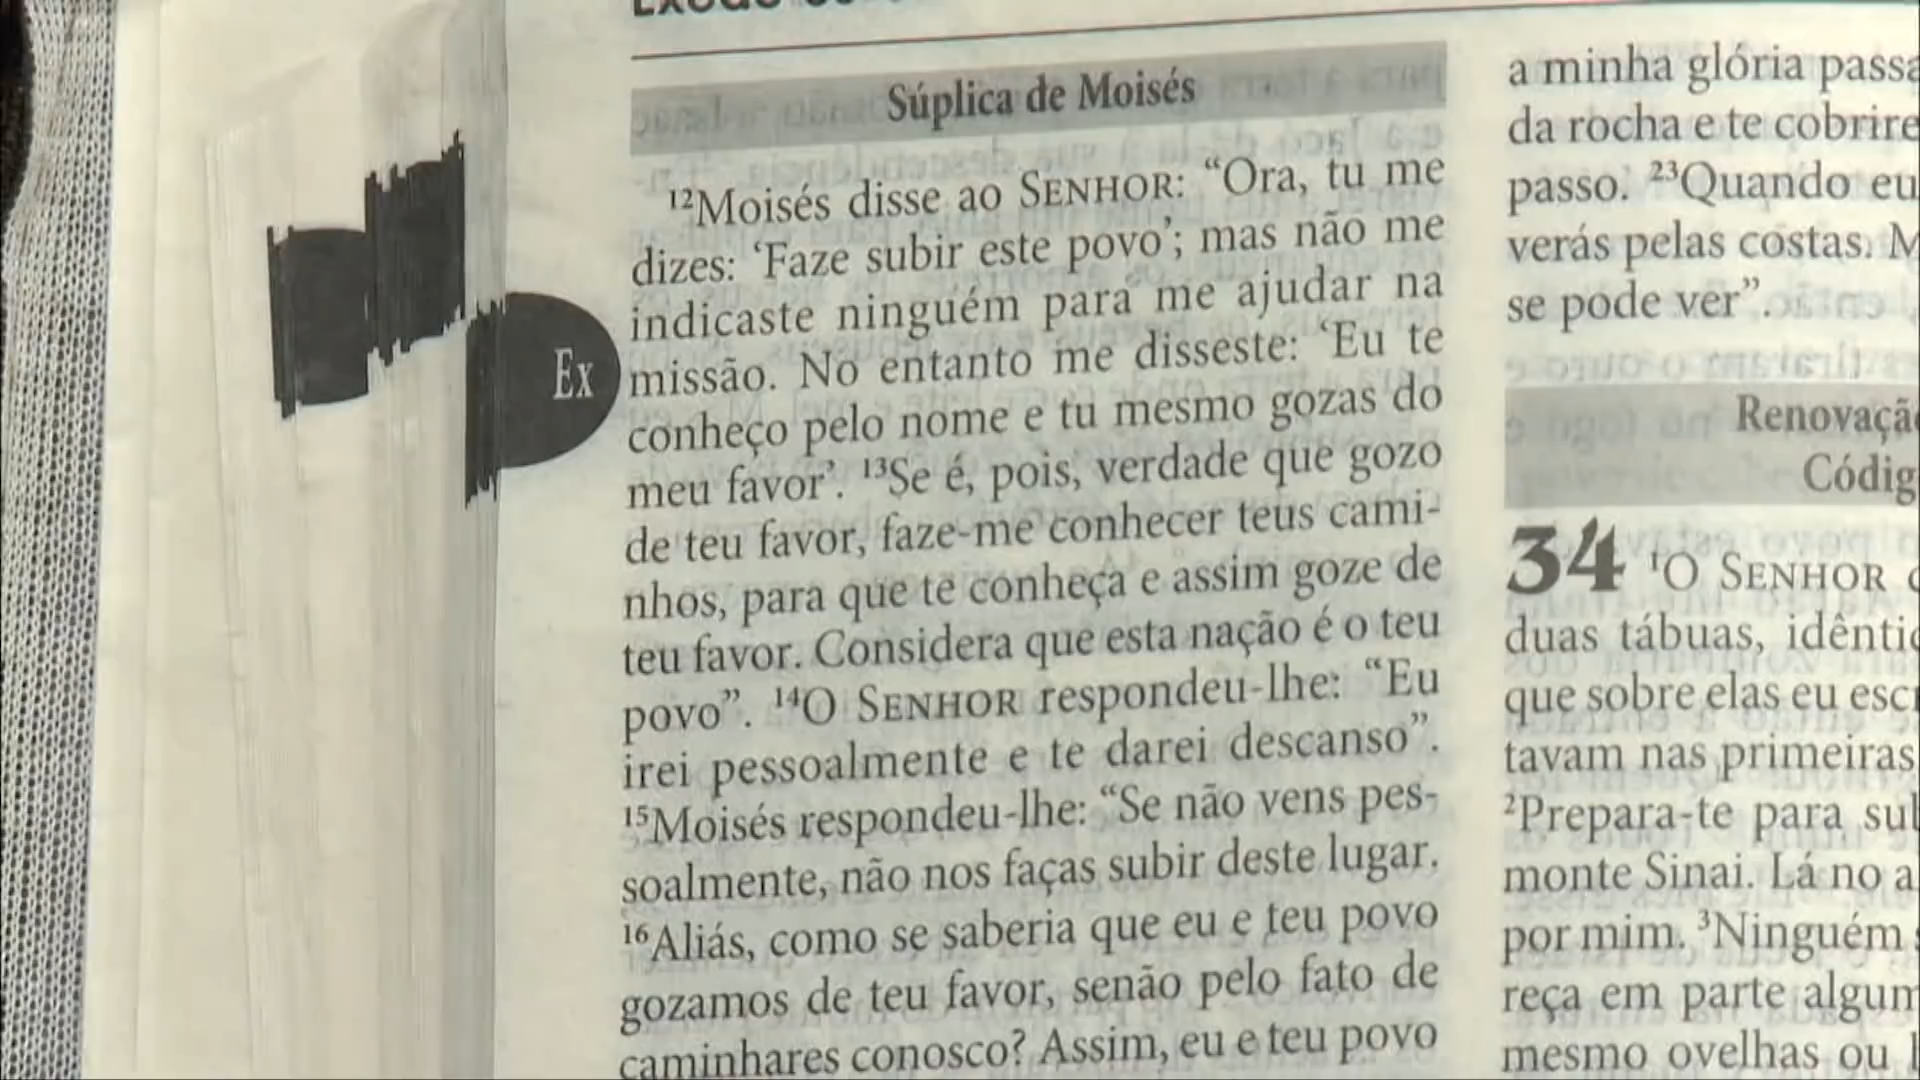 Súplica de Moisés
¹²Moisés disse ao SENHOR: “Ora, tu me
dizes: ‘Faze subir este povo’; mas não me
indicaste ninguém para me ajudar na
missão. No entanto me disseste: ‘Eu te
conheço pelo nome e tu mesmo gozas do
meu favor’. ¹³Se é, pois, verdade que gozo
de teu favor, faze-me conhecer teus cami-
nhos, para que te conheça e assim goze de
teu favor. Considera que esta nação é o teu
povo”. ¹⁴O SENHOR respondeu-lhe: “Eu
irei pessoalmente e te darei descanso”.
¹⁵Moisés respondeu-lhe: “Se não vens pes-
soalmente, não nos faças subir deste lugar.
¹⁶Aliás, como se saberia que eu e teu povo
gozamos de teu favor, senão pelo fato de
caminhares conosco? Assim, eu e teu povo
Ex
a minha glória
da rocha e te
passo. ²³Quando eu
verás pelas costas.
se pode ver”.
34 ¹O SENHOR
duas tábuas,
que sobre elas eu
tavam nas primeiras
²Prepara-te para
monte Sinai. Lá no
por mim. ³Ninguém
reça em parte
mesmo ovelhas ou